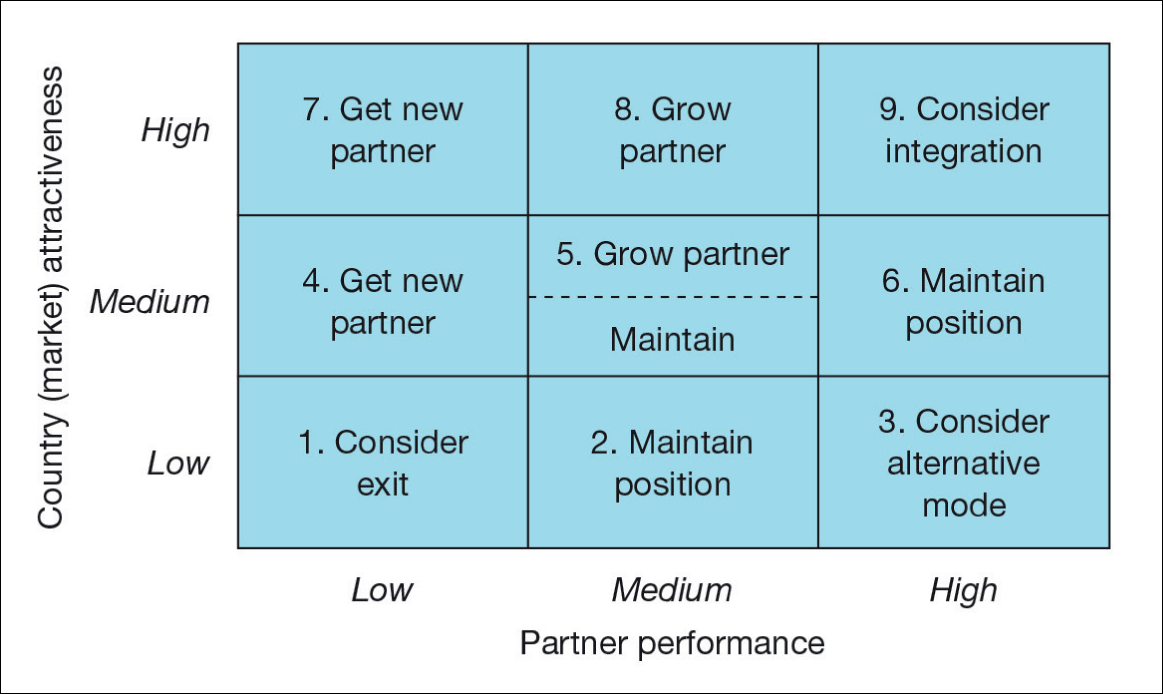 Country (market) attractiveness
High
7. Get new
partner
8. Grow
partner
9. Consider
integration
Medium
4. Get new
partner
5. Grow partner
Maintain
6. Maintain
position
Low
1. Consider
exit
2. Maintain
position
3. Consider
alternative
mode
Low
Medium
High
Partner performance